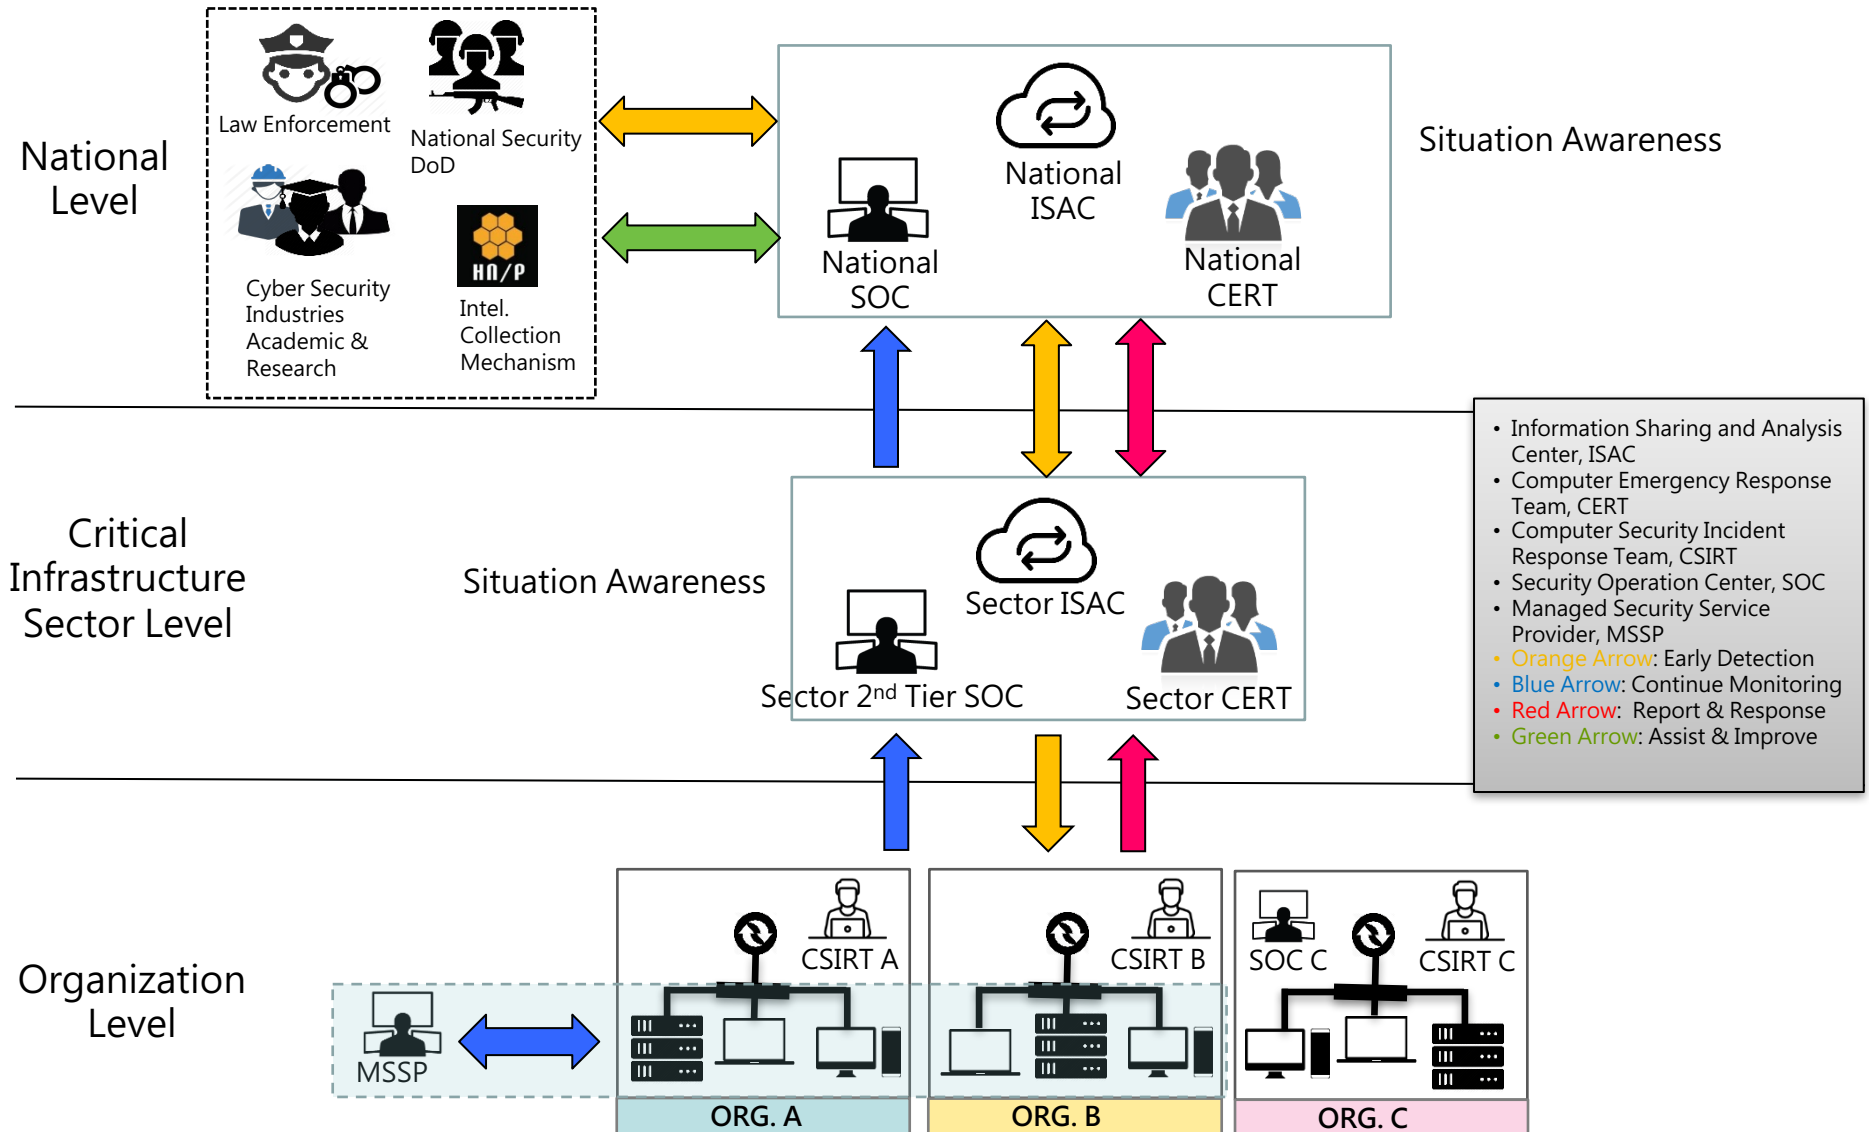 National
Level
Law Enforcement
National Security
DoD
Cyber Security
Industries
Academic &
Research
HN/P
Intel.
Collection
Mechanism
National
ISAC
National
SOC
National
CERT
Situation Awareness
Critical
Infrastructure
Sector Level
Situation Awareness
Sector ISAC
Sector 2nd Tier SOC
Sector CERT
• Information Sharing and Analysis
Center, ISAC
• Computer Emergency Response
Team, CERT
• Computer Security Incident
Response Team, CSIRT
• Security Operation Center, SOC
• Managed Security Service
Provider, MSSP
• Orange Arrow: Early Detection
• Blue Arrow: Continue Monitoring
• Red Arrow: Report & Response
• Green Arrow: Assist & Improve
Organization
Level
MSSP
CSIRT A
ORG. A
CSIRT B
ORG. B
SOC C
CSIRT C
ORG. C